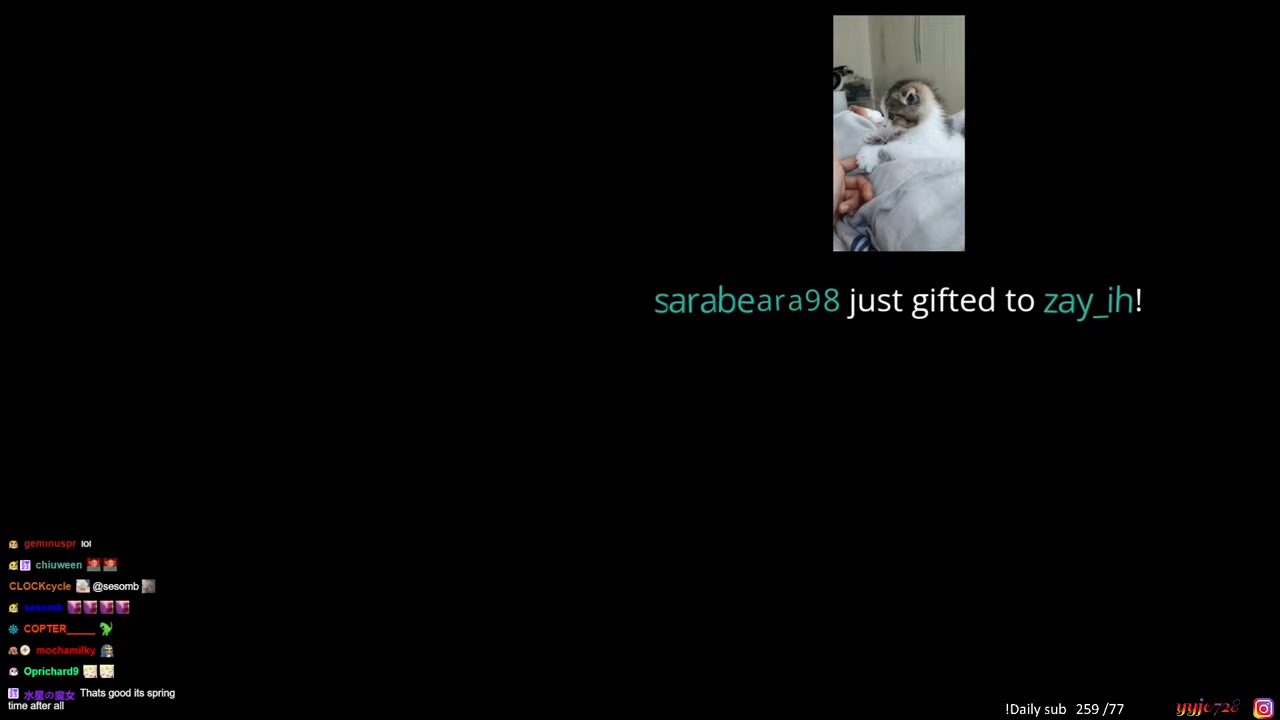 sarabeara98 just gifted to zay_ih!
geminuspr lol
chiuween
CLOCKcycle @sesomb
sesomb
COPTER_____
mochamilky
Oprichard9
水星の魔女 Thats good its spring
time after all
!Daily sub 259 /77
yyjo728